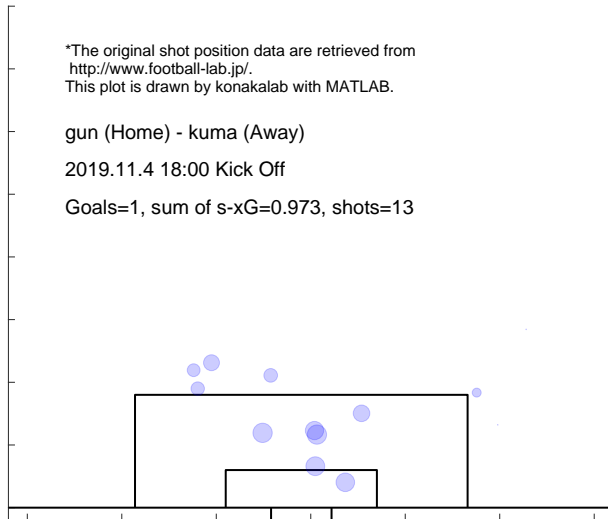 *The original shot position data are retrieved from
http://www.football-lab.jp/.
This plot is drawn by konakalab with MATLAB.
gun (Home) - kuma (Away)
2019.11.4 18:00 Kick Off
Goals=1, sum of s-xG=0.973, shots=13